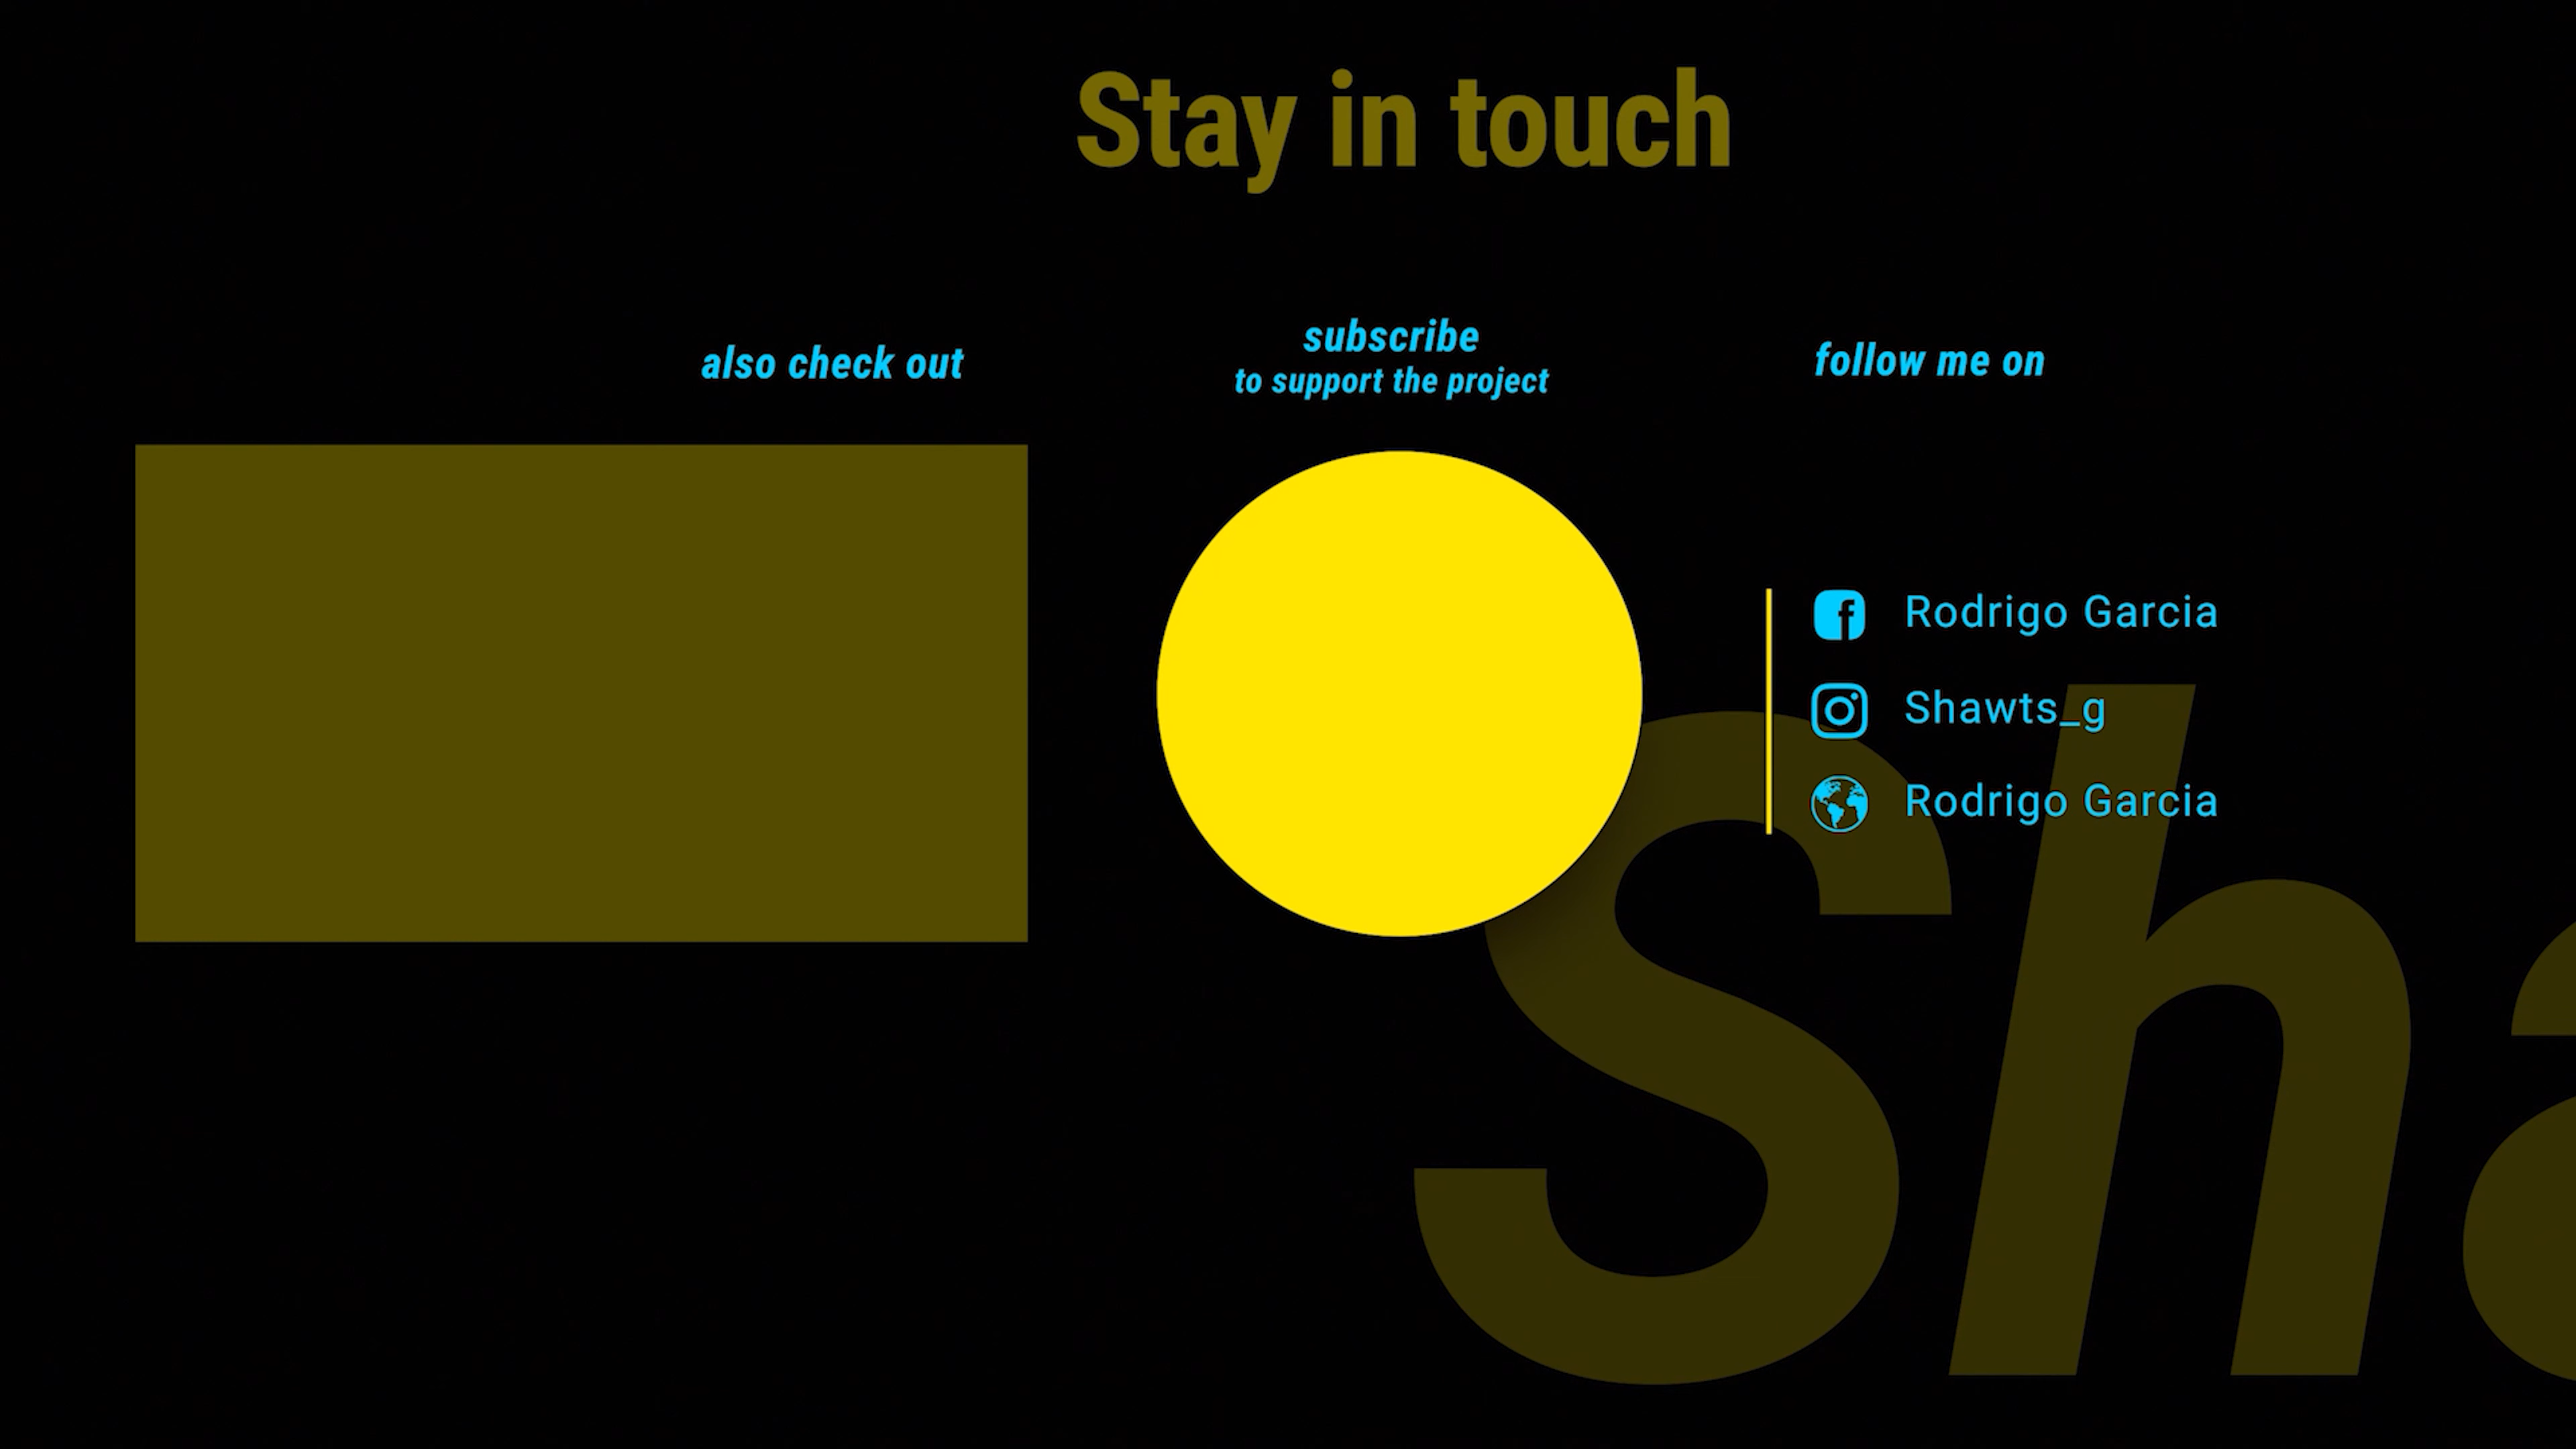 Stay in touch
also check out
subscribe
to support the project
follow me on
Rodrigo Garcia
Shawts_g
Rodrigo Garcia
Sha